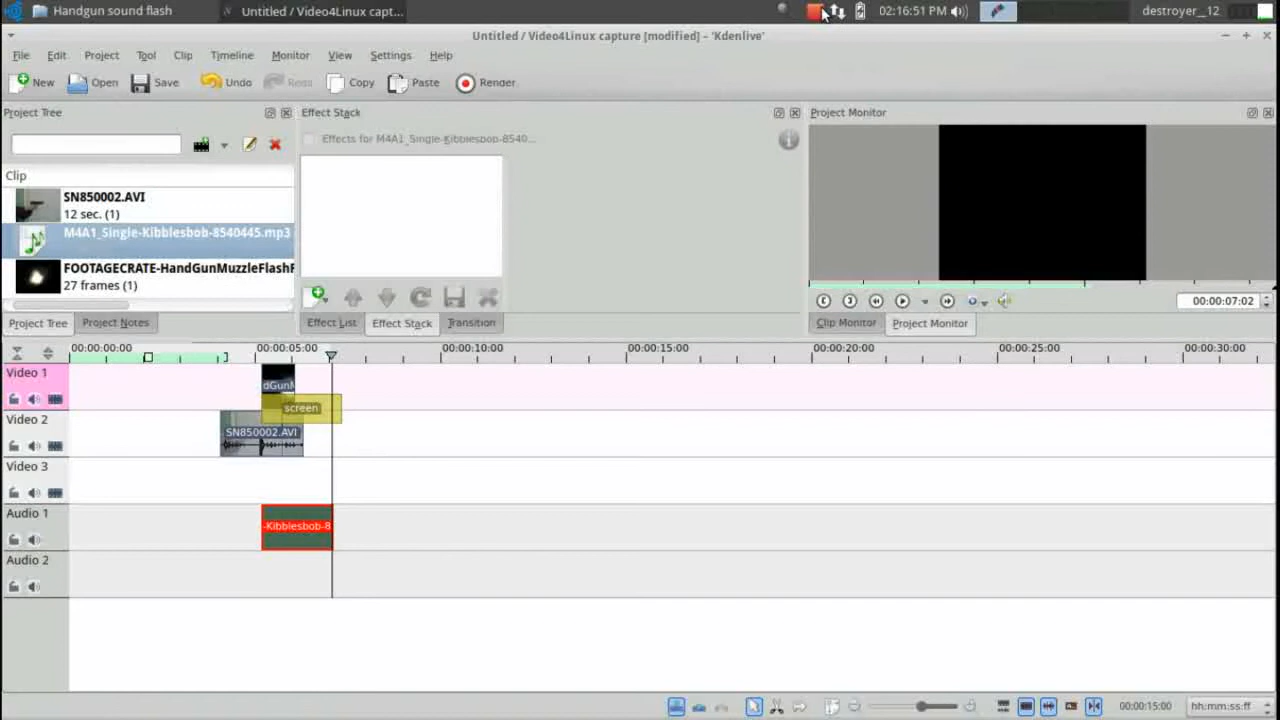 Handgun sound flash
Untitled / Video4Linux capt...
02:16:51 PM
destroyer__12
Untitled / Video4Linux capture [modified] – 'Kdenlive'
File Edit Project Tool Clip Timeline Monitor View Settings Help
New Open Save Undo Redo Copy Paste Render
Project Tree
Effect Stack
Project Monitor
Effects for M4A1_Single-Kibblesbob-8540...
Clip
SN850002.AVI
12 sec. (1)
M4A1_Single-Kibblesbob-8540445.mp3
FOOTAGECRATE-HandGunMuzzleFlashF
27 frames (1)
00:00:07:02
Project Tree Project Notes
Effect List Effect Stack Transition
Clip Monitor Project Monitor
00:00:00:00 00:00:05:00 00:00:10:00 00:00:15:00 00:00:20:00 00:00:25:00 00:00:30:00
Video 1
dGunM
screen
Video 2
SN850002.AVI
Video 3
Audio 1
-Kibblesbob-8
Audio 2
00:00:15:00
hh:mm:ss:ff